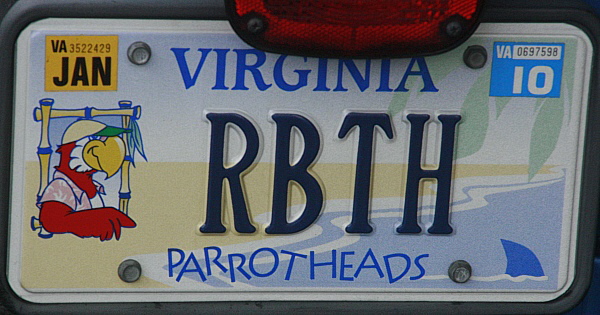 VA 3522429
JAN
VIRGINIA
VA 0697598
10
RBTH
PARROTHEADS